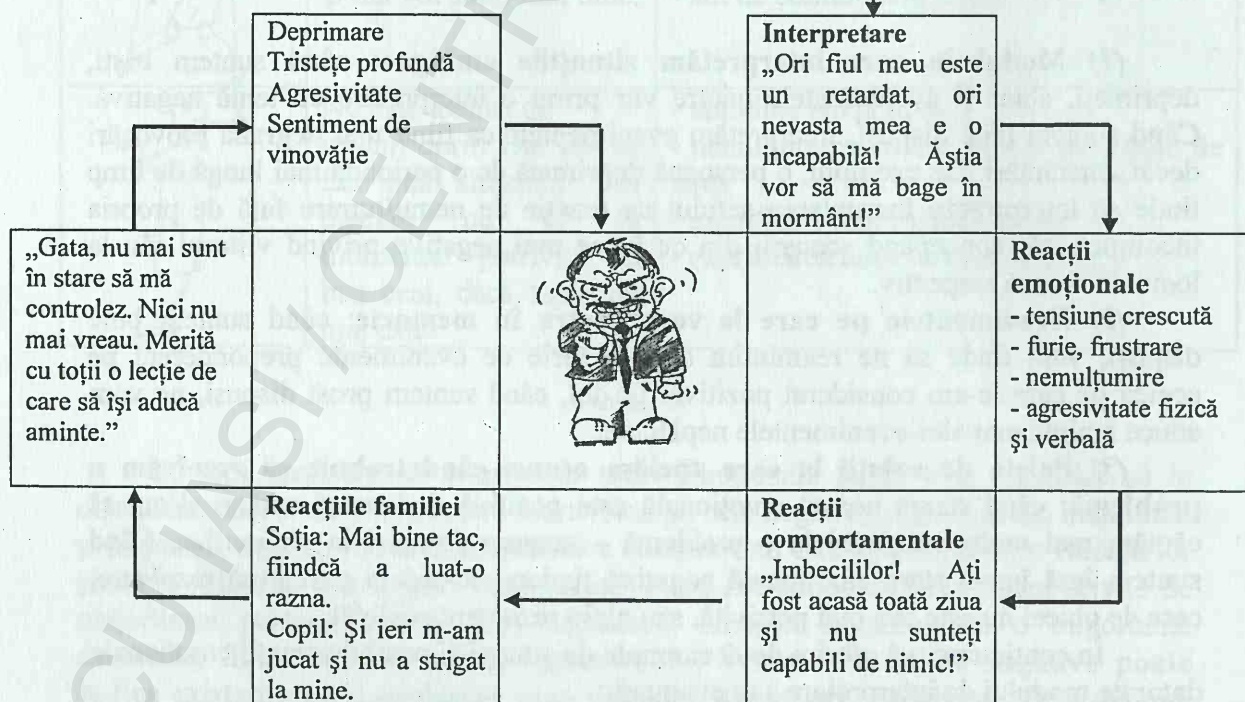 Deprimare
Tristețe profundă
Agresivitate
Sentiment de
vinovăție
Interpretare
„Ori fiul meu este
un retardat, ori
nevasta mea e o
incapabilă! Ăștia
vor să mă bage în
mormânt!”
„Gata, nu mai sunt
în stare să mă
controlez. Nici nu
mai vreau. Merită
cu toții o lecție de
care să își aducă
aminte.”
Reacții
emoționale
- tensiune crescută
- furie, frustrare
- nemulțumire
- agresivitate fizică
și verbală
Reacțiile familiei
Soția: Mai bine tac,
fiindcă a luat-o
razna.
Copil: Și ieri m-am
jucat și nu a strigat
la mine.
Reacții
comportamentale
„Imbecililor! Ați
fost acasă toată ziua
și nu sunteți
capabili de nimic!”
CU IASI / CENTR